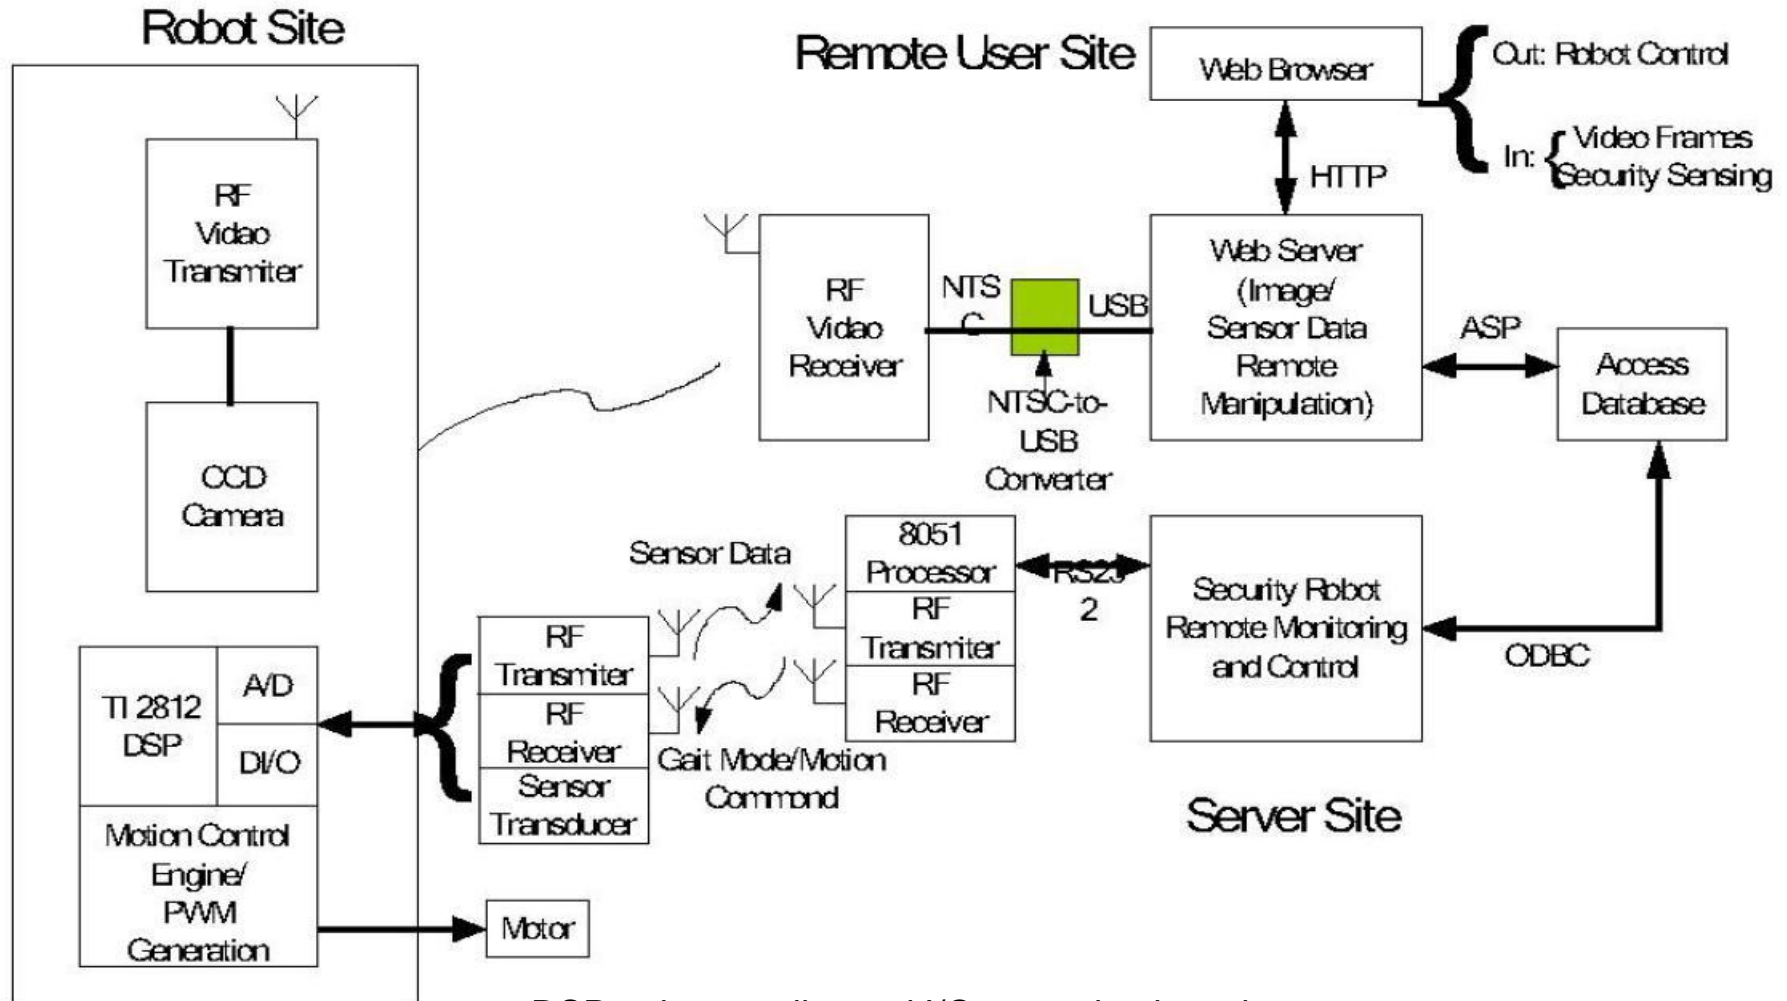 Robot Site
Remote User Site
Web Browser
Out: Robot Control
In:
Video Frames
Security Sensing
HTTP
RF
Vidao
Transmiter
CCD
Camera
RF
Vidao
Receiver
NTS
C
USB
NTSC-to-
USB
Converter
Web Server
(Image/
Sensor Data
Remote
Manipulation)
ASP
Access
Database
Sensor Data
8051
Processor
RF
Transmiter
RF
Receiver
RS23
2
Security Robot
Remote Monitoring
and Control
ODBC
TI 2812
DSP
A/D
DI/O
RF
Transmiter
RF
Receiver
Sensor
Transducer
Gait Mode/Motion
Commond
Motion Control
Engine/
PWM
Generation
Motor
Server Site